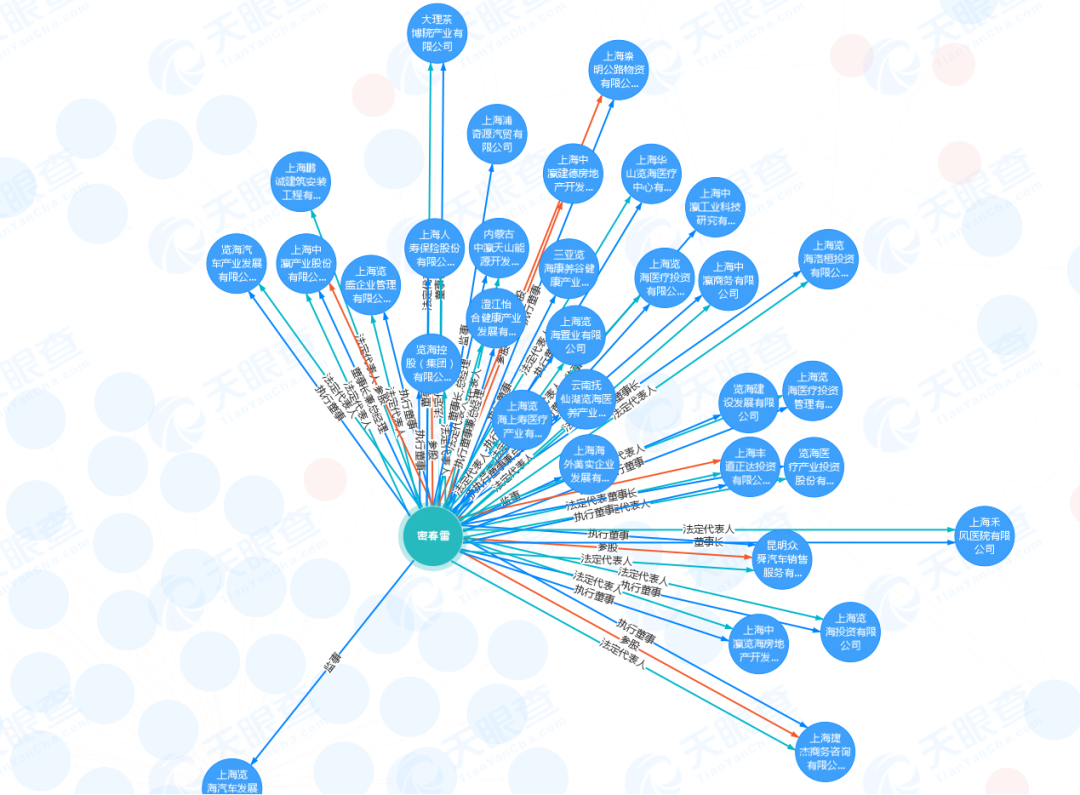 大理茶
博院产业有
限公司
上海崇
明公路物资
有限公...
上海浦
奇源汽贸有
限公司
上海中
瀛建德房地
产开发...
上海华
山览海医疗
中心有...
上海鹏
诚建筑安装
工程有...
上海中
瀛工业科技
研究有...
览海汽
车产业发展
有限公...
上海中
瀛产业股份
有限公...
上海览
盛企业管理
有限公...
上海人
寿保险股份
有限公...
内蒙古
中瀛天山能
源开发...
三亚览
海康养谷健
康产业...
上海览
海医疗投资
有限公...
上海中
瀛商务有限
公司
上海览
海浩桓投资
有限公...
澄江怡
合健康产业
发展有...
上海览
海置业有限
公司
览海控
股（集团）
有限公...
云南抚
仙湖览海医
养产业...
上海览
海上寿医疗
产业有...
览海建
设发展有限
公司
上海览
海医疗投资
管理有...
上海海
外美实企业
发展有...
上海丰
道正达投资
有限公...
览海医
疗产业投资
股份有...
密春雷
上海禾
风医院有限
公司
昆明众
舜汽车销售
服务有...
上海览
海投资有限
公司
上海中
瀛览海房地
产开发...
上海捷
杰商务咨询
有限公...
上海览
海汽车发展
法定代表人
执行董事
法定代表人
董事长
执行董事
参股
法定代表人
法定代表人
执行董事
法定代表人
执行董事
执行董事
参股
法定代表人
监事
监事
天眼查
TianYanCha.com